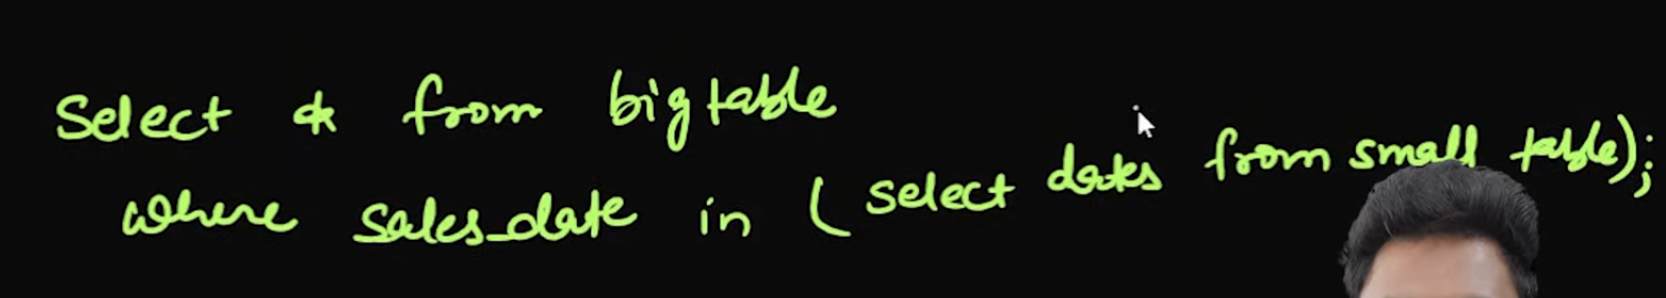 Select * from bigtable
where sales_date in (select dates from small table);